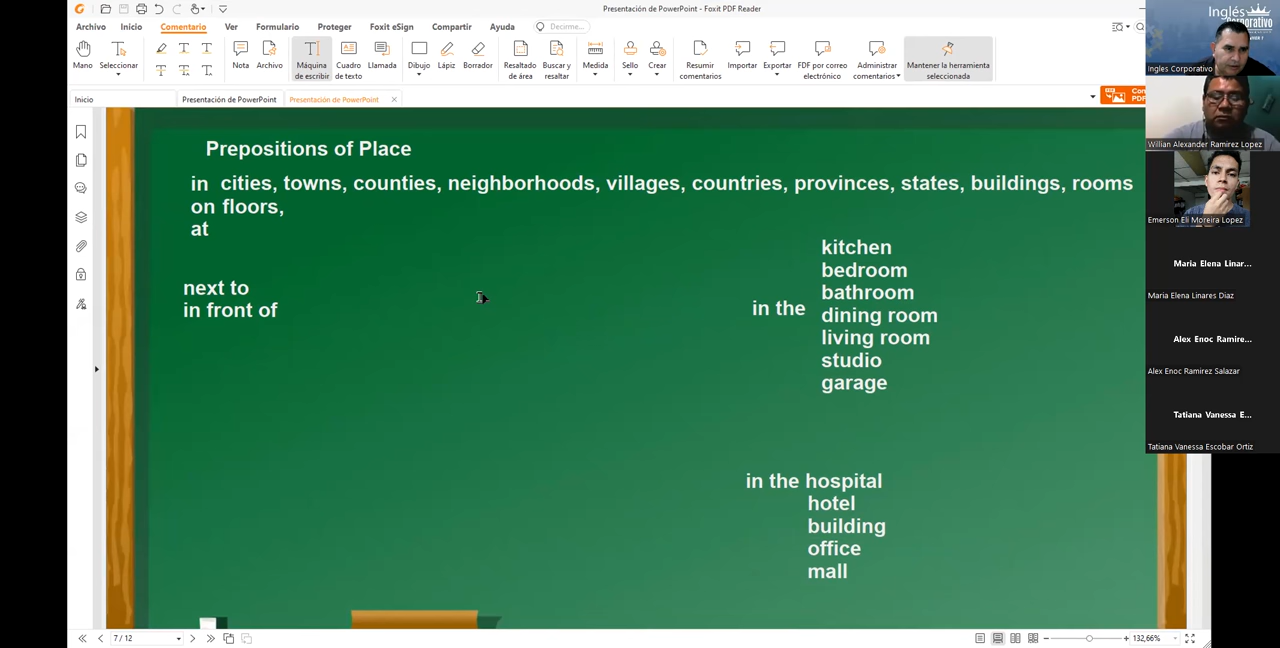 Presentación de PowerPoint - Foxit PDF Reader
Archivo Inicio Comentario Ver Formulario Proteger Foxit eSign Compartir Ayuda Decirme...
Mano
Seleccionar
Nota
Archivo
Máquina de escribir
Cuadro de texto
Llamada
Dibujo
Lápiz
Borrador
Resaltado de área
Buscar y resaltar
Medida
Sello
Crear
Resumir comentarios
Importar
Exportar
FDF por correo electrónico
Administrar comentarios
Mantener la herramienta seleccionada
Inicio
Presentación de PowerPoint
Presentación de PowerPoint
Prepositions of Place
in cities, towns, counties, neighborhoods, villages, countries, provinces, states, buildings, rooms
on floors,
at
next to
in front of
in the
kitchen
bedroom
bathroom
dining room
living room
studio
garage
in the hospital
hotel
building
office
mall
7 / 12
132,66%
Inglés
Corporativo
Ingles Corporativo
Willian Alexander Ramirez Lopez
Emerson Eli Moreira Lopez
Maria Elena Linar...
Maria Elena Linares Diaz
Alex Enoc Ramire...
Alex Enoc Ramirez Salazar
Tatiana Vanessa E...
Tatiana Vanessa Escobar Ortiz